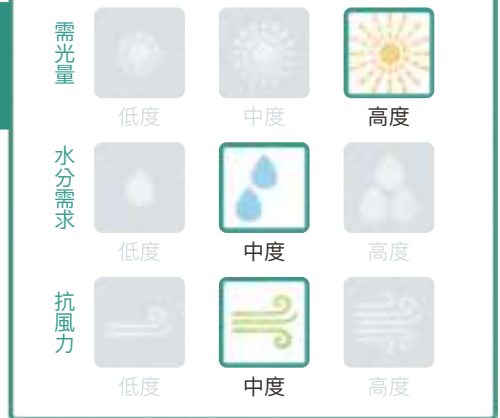 需光量
低度 中度 高度
水分需求
低度 中度 高度
抗風力
低度 中度 高度